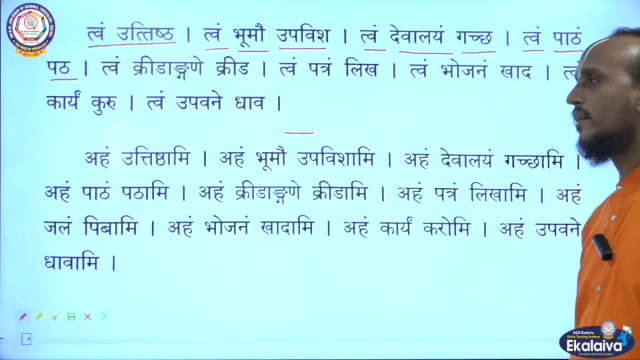 त्वं उत्तिष्ठ । त्वं भूमौ उपविश । त्वं देवालयं गच्छ । त्वं पाठं
पठ । त्वं क्रीडाङ्गणे क्रीड । त्वं पत्रं लिख । त्वं भोजनं खाद ।
कार्यं कुरु । त्वं उपवने धाव ।
अहं उत्तिष्ठामि । अहं भूमौ उपविशामि । अहं देवालयं गच्छामि ।
अहं पाठं पठामि । अहं क्रीडाङ्गणे क्रीडामि । अहं पत्रं लिखामि । अहं
जलं पिबामि । अहं भोजनं खादामि । अहं कार्यं करोमि । अहं उपवने
धावामि ।
Ekalaiva